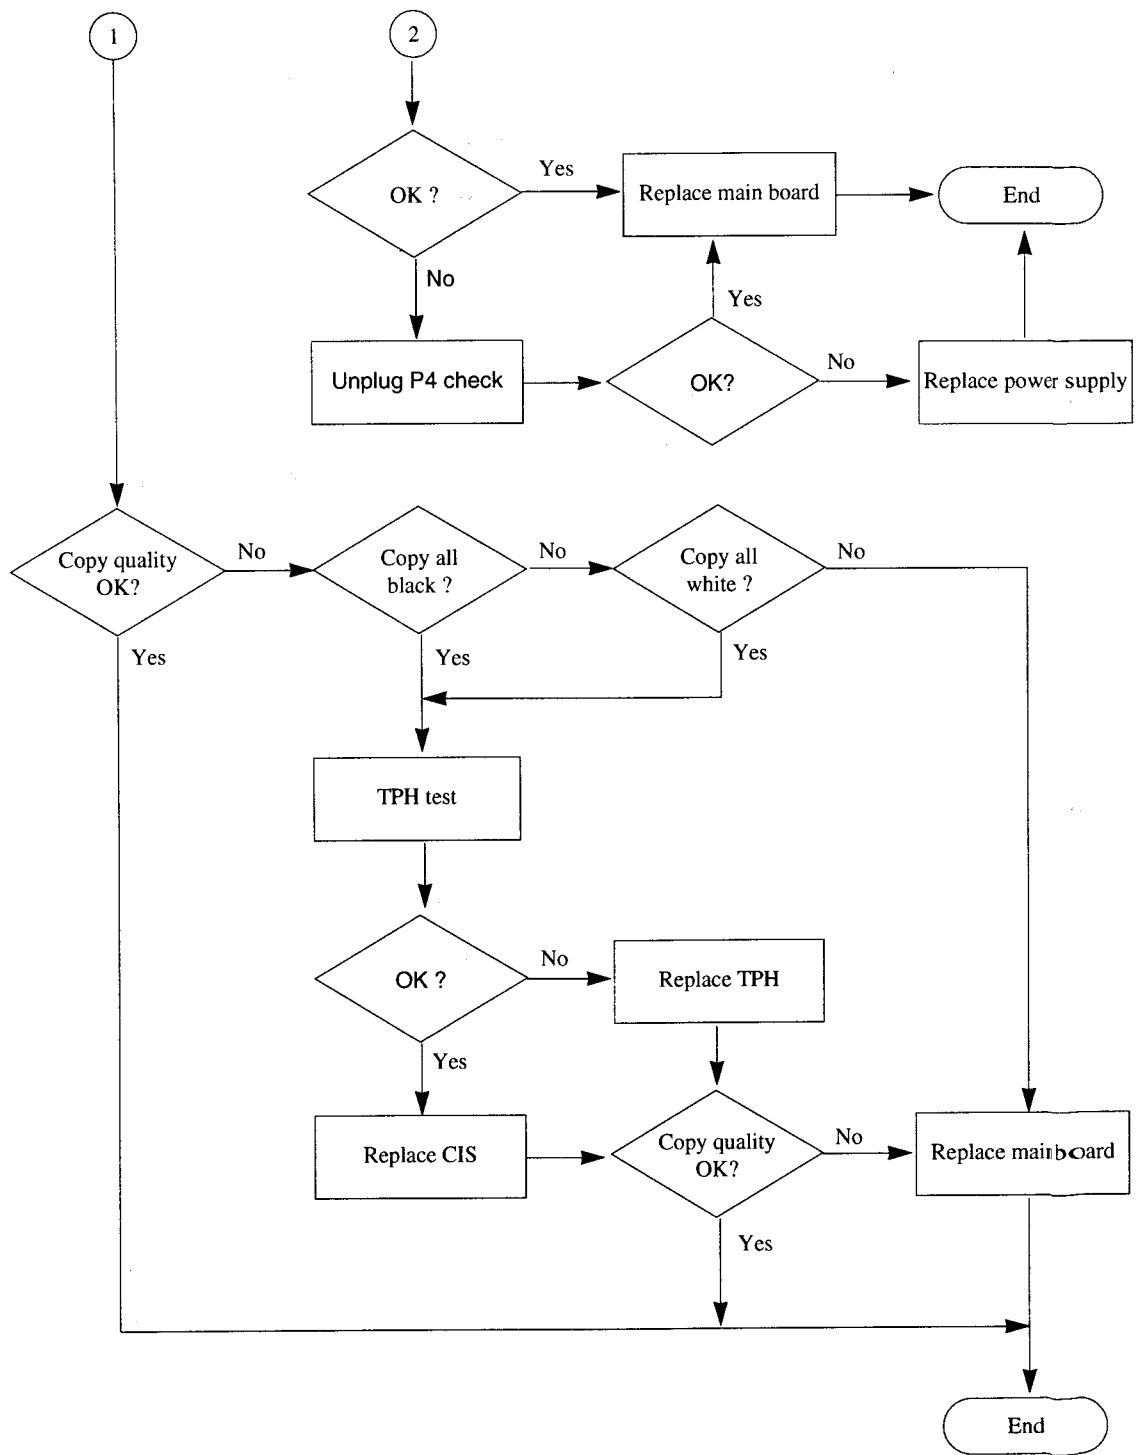 1
2
OK ?
Yes
Replace main board
End
No
Yes
Unplug P4 check
OK?
No
Replace power supply
Copy quality
OK?
No
Copy all
black ?
No
Copy all
white ?
No
Yes
Yes
Yes
TPH test
OK ?
No
Replace TPH
Yes
Replace CIS
Copy quality
OK?
No
Replace mainboard
Yes
End